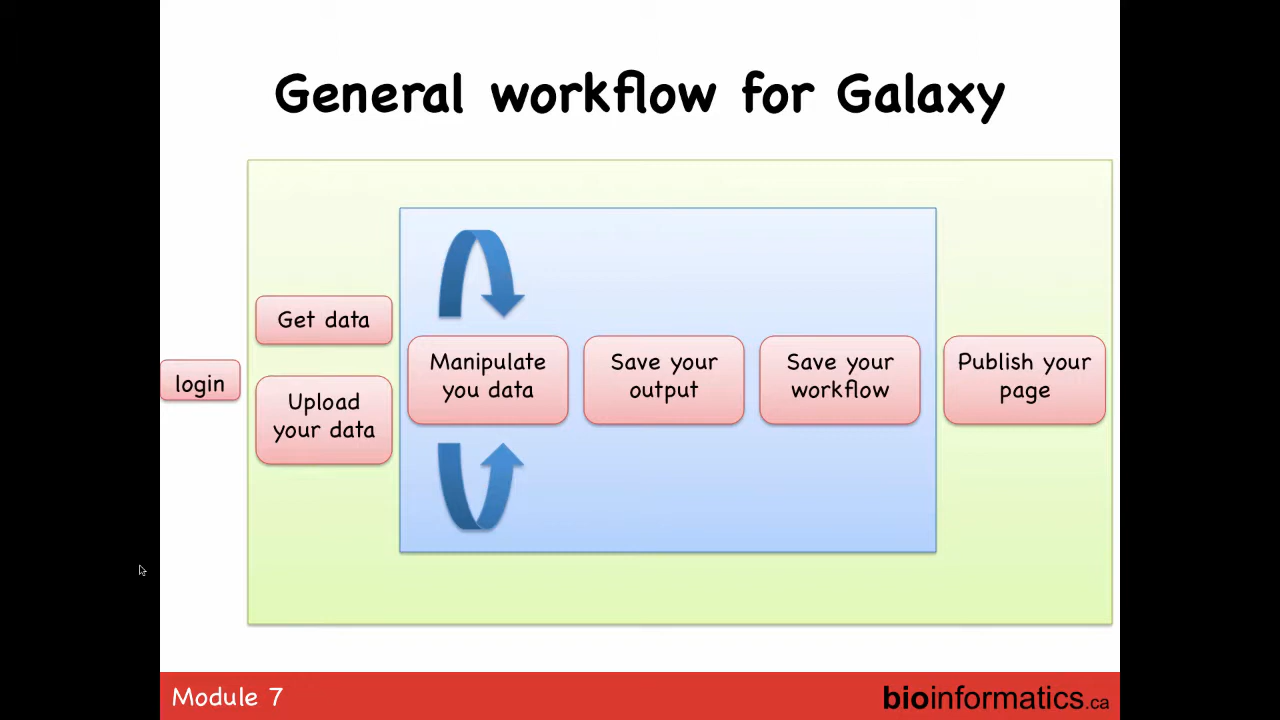 General workflow for Galaxy
login
Get data
Upload
your data
Manipulate
you data
Save your
output
Save your
workflow
Publish your
page
Module 7
bioinformatics.ca